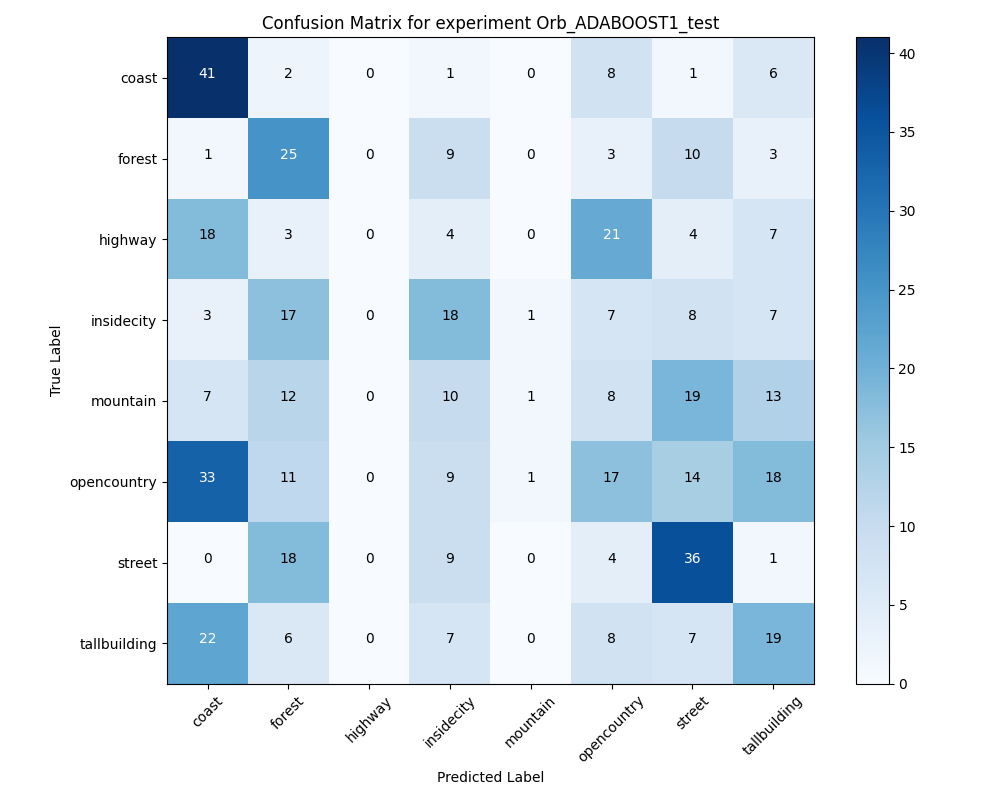 Confusion Matrix for experiment Orb_ADABOOST1_test
coast 41 2 0 1 0 8 1 6
forest 1 25 0 9 0 3 10 3
highway 18 3 0 4 0 21 4 7
insidecity 3 17 0 18 1 7 8 7
mountain 7 12 0 10 1 8 19 13
opencountry 33 11 0 9 1 17 14 18
street 0 18 0 9 0 4 36 1
tallbuilding 22 6 0 7 0 8 7 19
coast forest highway insidecity mountain opencountry street tallbuilding
Predicted Label
True Label
40
35
30
25
20
15
10
5
0